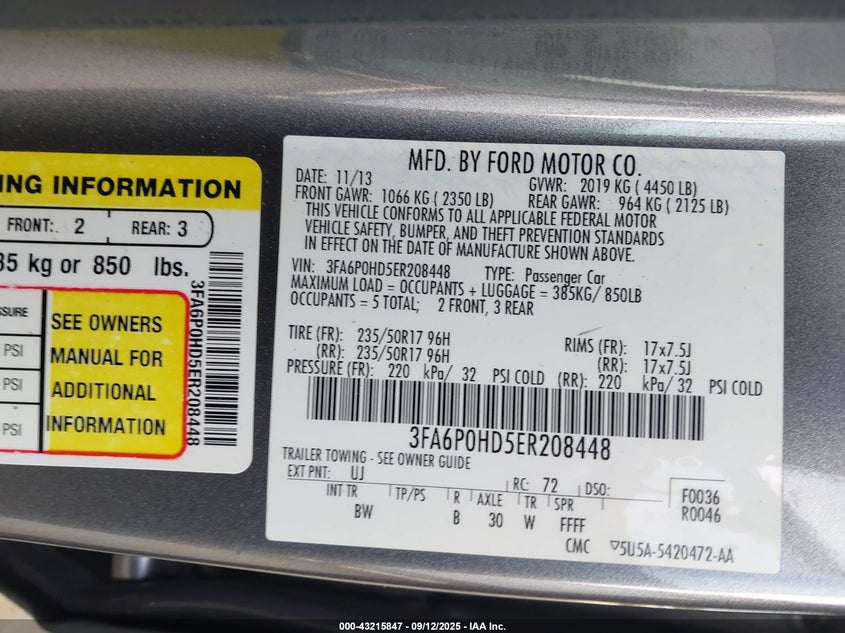 NG INFORMATION
FRONT: 2 REAR: 3
85 kg or 850 lbs.
SSURE
PSI
PSI
PSI
SEE OWNERS
MANUAL FOR
ADDITIONAL
INFORMATION
3FA6P0HD5ER208448
MFD. BY FORD MOTOR CO.
DATE: 11/13 GVWR: 2019 KG ( 4450 LB)
FRONT GAWR: 1066 KG ( 2350 LB) REAR GAWR: 964 KG ( 2125 LB)
THIS VEHICLE CONFORMS TO ALL APPLICABLE FEDERAL MOTOR
VEHICLE SAFETY, BUMPER, AND THEFT PREVENTION STANDARDS
IN EFFECT ON THE DATE OF MANUFACTURE SHOWN ABOVE.
VIN: 3FA6P0HD5ER208448 TYPE: Passenger Car
MAXIMUM LOAD = OCCUPANTS + LUGGAGE = 385KG/ 850LB
OCCUPANTS = 5 TOTAL; 2 FRONT, 3 REAR
TIRE (FR): 235/50R17 96H RIMS (FR): 17x7.5J
(RR): 235/50R17 96H (RR): 17x7.5J
PRESSURE (FR): 220 kPa/ 32 PSI COLD (RR): 220 kPa/ 32 PSI COLD
3FA6P0HD5ER208448
TRAILER TOWING - SEE OWNER GUIDE
EXT PNT: UJ RC: 72 DSO: F0036
INT TR TP/PS R AXLE TR SPR R0046
BW B 30 W FFFF
CMC ▽5U5A-5420472-AA
000-43215847 - 09/12/2025 - IAA Inc.